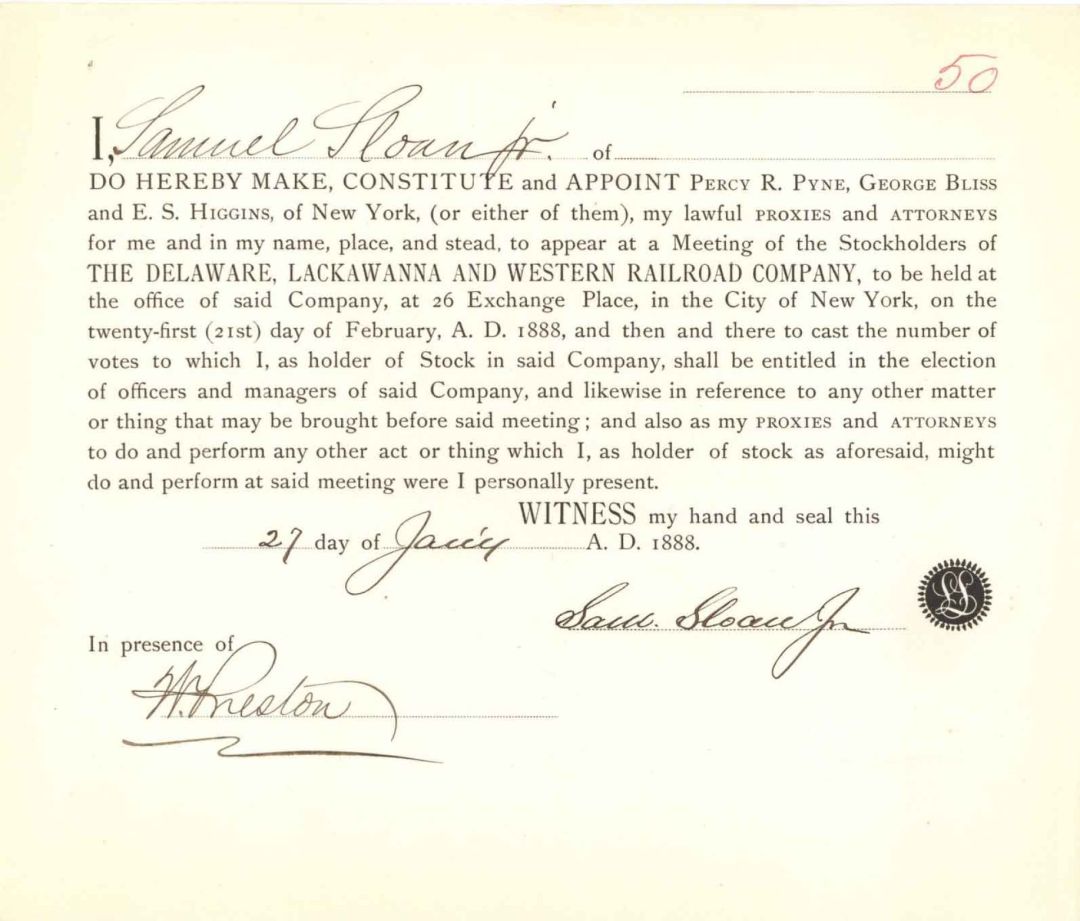 50
I, Samuel Sloan Jr. of
DO HEREBY MAKE, CONSTITUTE and APPOINT PERCY R. PYNE, GEORGE BLISS
and E. S. HIGGINS, of New York, (or either of them), my lawful PROXIES and ATTORNEYS
for me and in my name, place, and stead, to appear at a Meeting of the Stockholders of
THE DELAWARE, LACKAWANNA AND WESTERN RAILROAD COMPANY, to be held at
the office of said Company, at 26 Exchange Place, in the City of New York, on the
twenty-first (21st) day of February, A. D. 1888, and then and there to cast the number of
votes to which I, as holder of Stock in said Company, shall be entitled in the election
of officers and managers of said Company, and likewise in reference to any other matter
or thing that may be brought before said meeting; and also as my PROXIES and ATTORNEYS
to do and perform any other act or thing which I, as holder of stock as aforesaid, might
do and perform at said meeting were I personally present.
WITNESS my hand and seal this
27 day of Jan'y A. D. 1888.
Sam. Sloan Jr
LS
In presence of
W. Preston